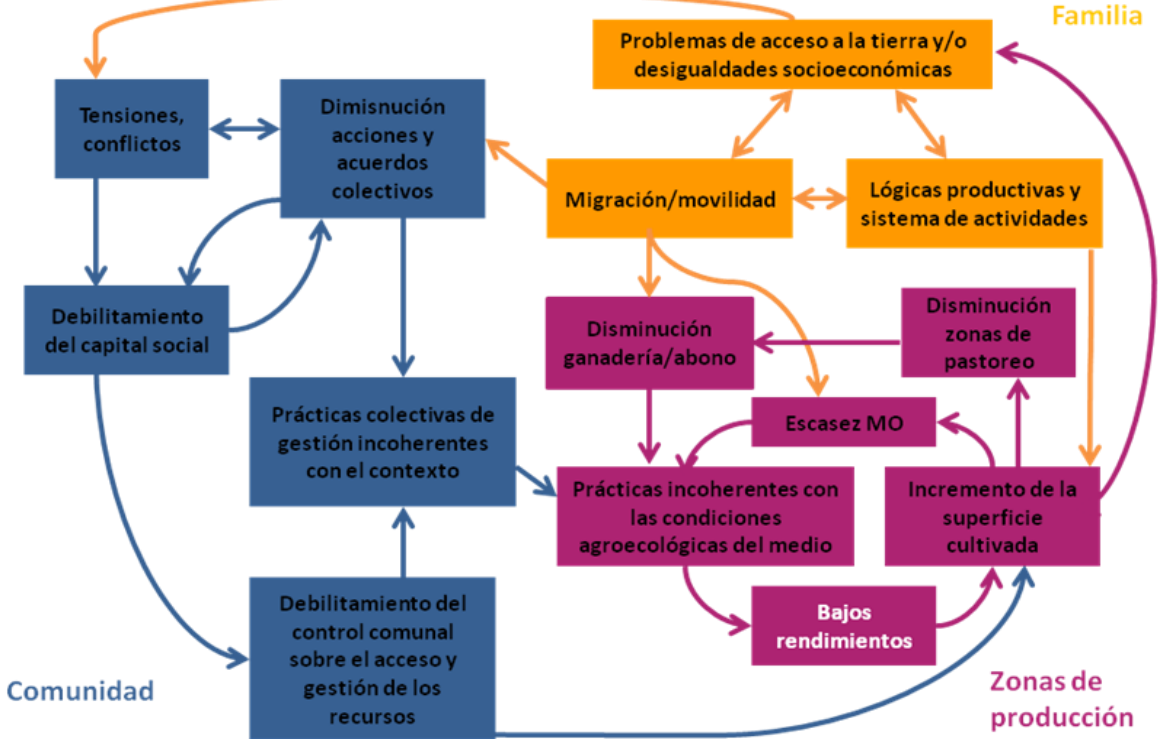 Familia
Problemas de acceso a la tierra y/o
desigualdades socioeconómicas
Tensiones,
conflictos
Dimisnución
acciones y
acuerdos
colectivos
Migración/movilidad
Lógicas productivas y
sistema de actividades
Debilitamiento
del capital social
Disminución
ganadería/abono
Disminución
zonas de
pastoreo
Prácticas colectivas de
gestión incoherentes
con el contexto
Escasez MO
Prácticas incoherentes con
las condiciones
agroecológicas del medio
Incremento de la
superficie
cultivada
Debilitamiento del
control comunal
sobre el acceso y
gestión de los
recursos
Bajos
rendimientos
Comunidad
Zonas de
producción